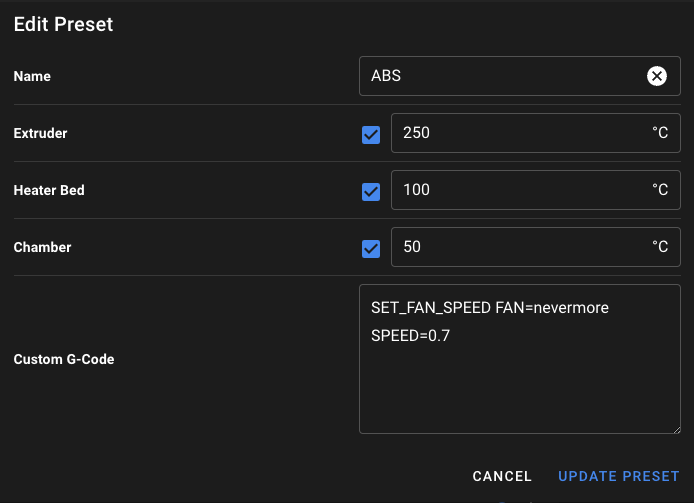 Edit Preset
Name
ABS
Extruder
250 °C
Heater Bed
100 °C
Chamber
50 °C
Custom G-Code
SET_FAN_SPEED FAN=nevermore
SPEED=0.7
CANCEL UPDATE PRESET